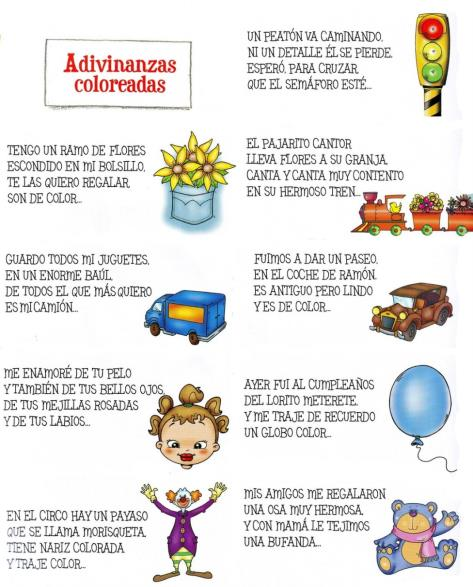 Adivinanzas
coloreadas
UN PEATÓN VA CAMINANDO,
NI UN DETALLE ÉL SE PIERDE.
ESPERÓ, PARA CRUZAR
QUE EL SEMÁFORO ESTÉ...
TENGO UN RAMO DE FLORES
ESCONDIDO EN MI BOLSILLO,
TE LAS QUIERO REGALAR,
SON DE COLOR...
EL PAJARITO CANTOR
LLEVA FLORES A SU GRANJA.
CANTA Y CANTA MUY CONTENTO
EN SU HERMOSO TREN...
GUARDO TODOS MI JUGUETES,
EN UN ENORME BAÚL,
DE TODOS EL QUE MÁS QUIERO
ES MI CAMIÓN...
FUIMOS A DAR UN PASEO,
EN EL COCHE DE RAMÓN.
ES ANTIGUO PERO LINDO
Y ES DE COLOR...
ME ENAMORÉ DE TU PELO
Y TAMBIÉN DE TUS BELLOS OJOS,
DE TUS MEJILLAS ROSADAS
Y DE TUS LABIOS...
AYER FUI AL CUMPLEAÑOS
DEL LORITO METERETE,
Y ME TRAJE DE RECUERDO
UN GLOBO COLOR...
EN EL CIRCO HAY UN PAYASO
QUE SE LLAMA MORISQUETA,
TIENE NARIZ COLORADA
Y TRAJE COLOR...
MIS AMIGOS ME REGALARON
UNA OSA MUY HERMOSA,
Y CON MAMÁ LE TEJIMOS
UNA BUFANDA...